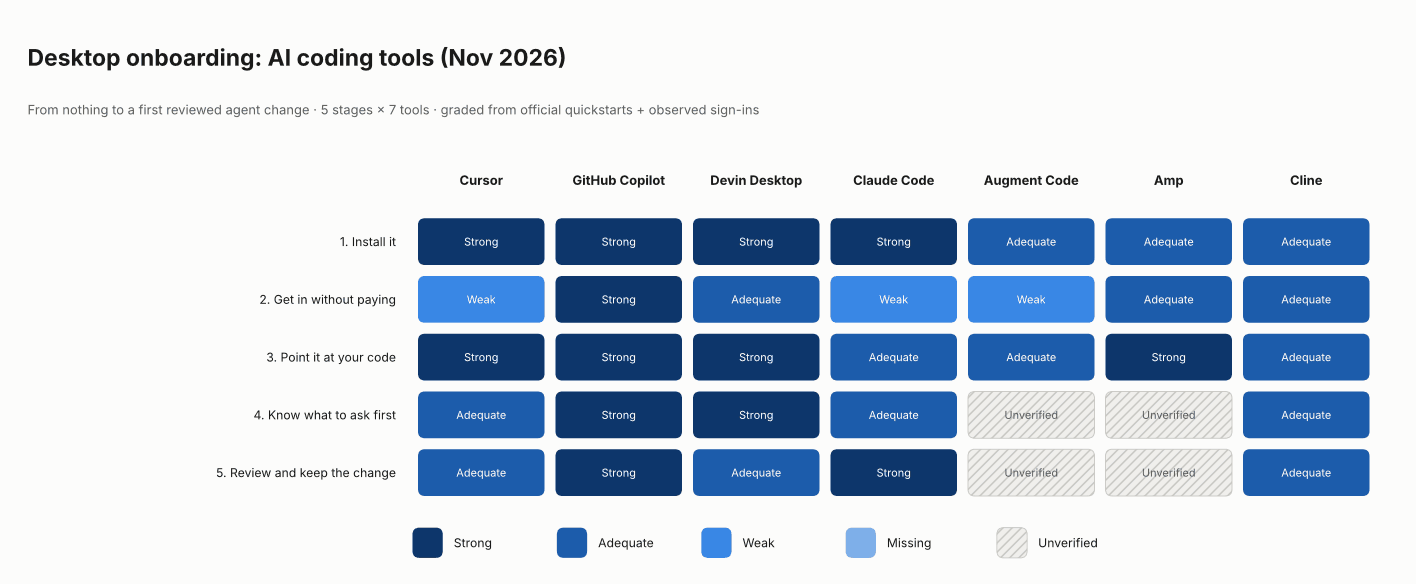 Desktop onboarding: AI coding tools (Nov 2026)
From nothing to a first reviewed agent change · 5 stages × 7 tools · graded from official quickstarts + observed sign-ins
Cursor GitHub Copilot Devin Desktop Claude Code Augment Code Amp Cline
1. Install it Strong Strong Strong Strong Adequate Adequate Adequate
2. Get in without paying Weak Strong Adequate Weak Weak Adequate Adequate
3. Point it at your code Strong Strong Strong Adequate Adequate Strong Adequate
4. Know what to ask first Adequate Strong Strong Adequate Unverified Unverified Adequate
5. Review and keep the change Adequate Strong Adequate Strong Unverified Unverified Adequate
Strong Adequate Weak Missing Unverified